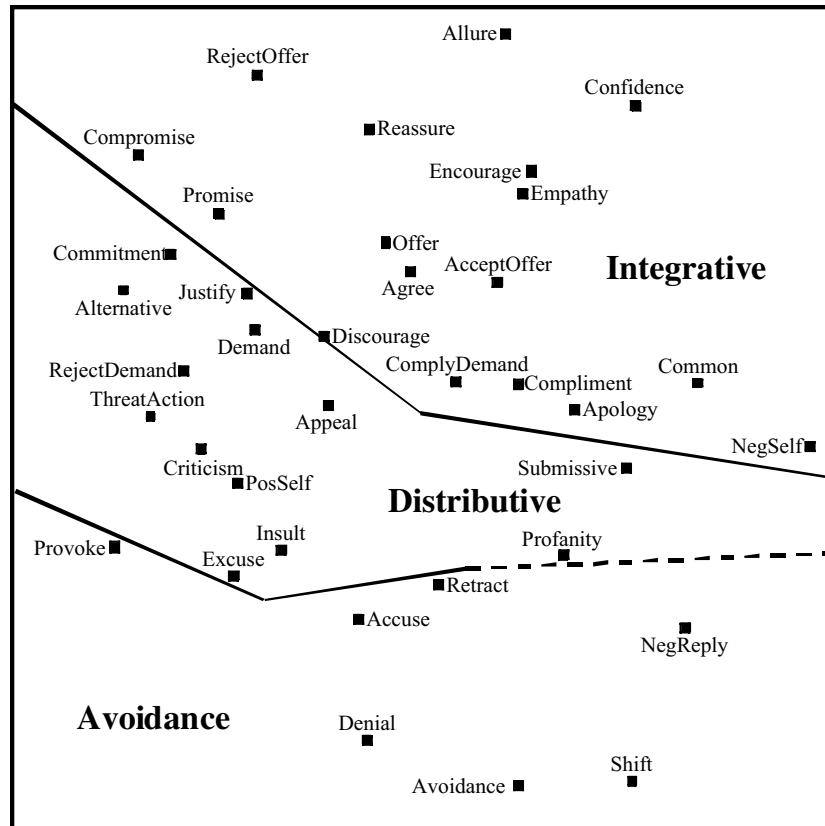 Allure
RejectOffer
Confidence
Reassure
Compromise
Encourage
Empathy
Promise
Offer
Commitment
AcceptOffer
Integrative
Agree
Justify
Alternative
Discourage
Demand
ComplyDemand
Common
RejectDemand
Compliment
ThreatAction
Apology
Appeal
NegSelf
Criticism
Submissive
PosSelf
Distributive
Insult
Profanity
Provoke
Excuse
Retract
Accuse
NegReply
Avoidance
Denial
Shift
Avoidance